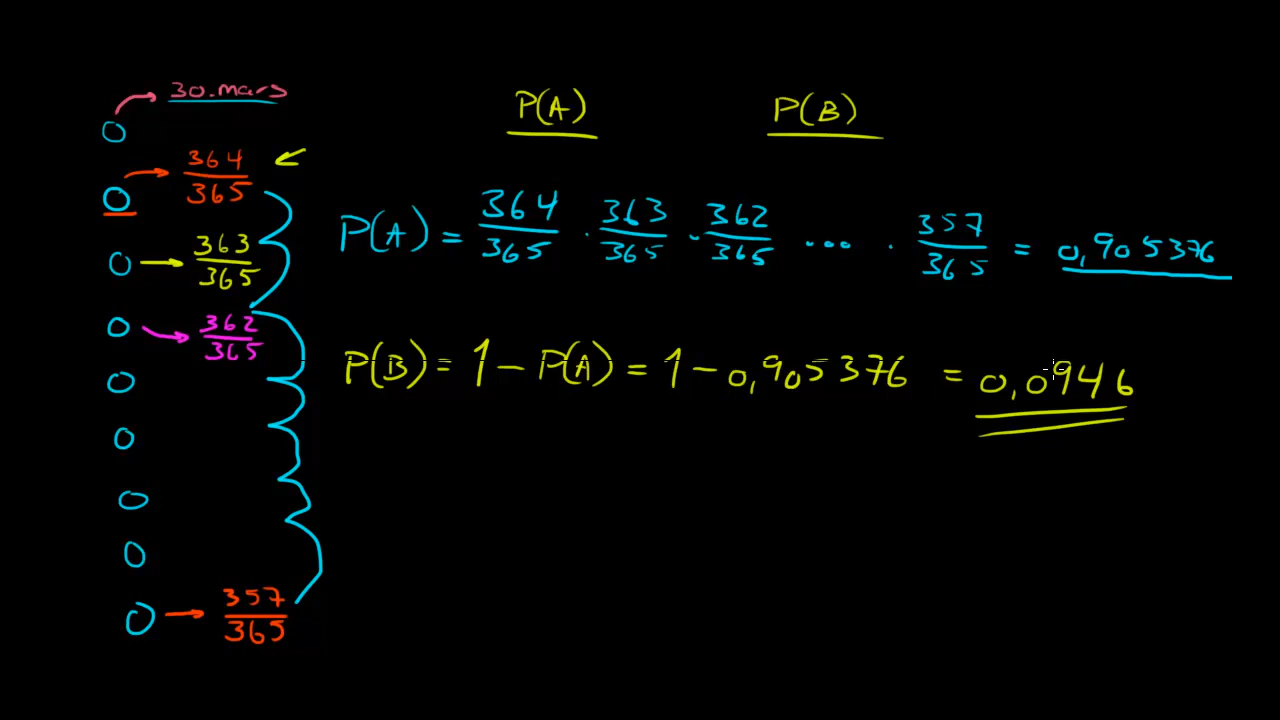 30.mars
P(A) P(B)
364/365
363/365
362/365
357/365
P(A) = 364/365 · 363/365 · 362/365 ... · 357/365 = 0,905376
P(B) = 1 - P(A) = 1 - 0,905376 = 0,0946